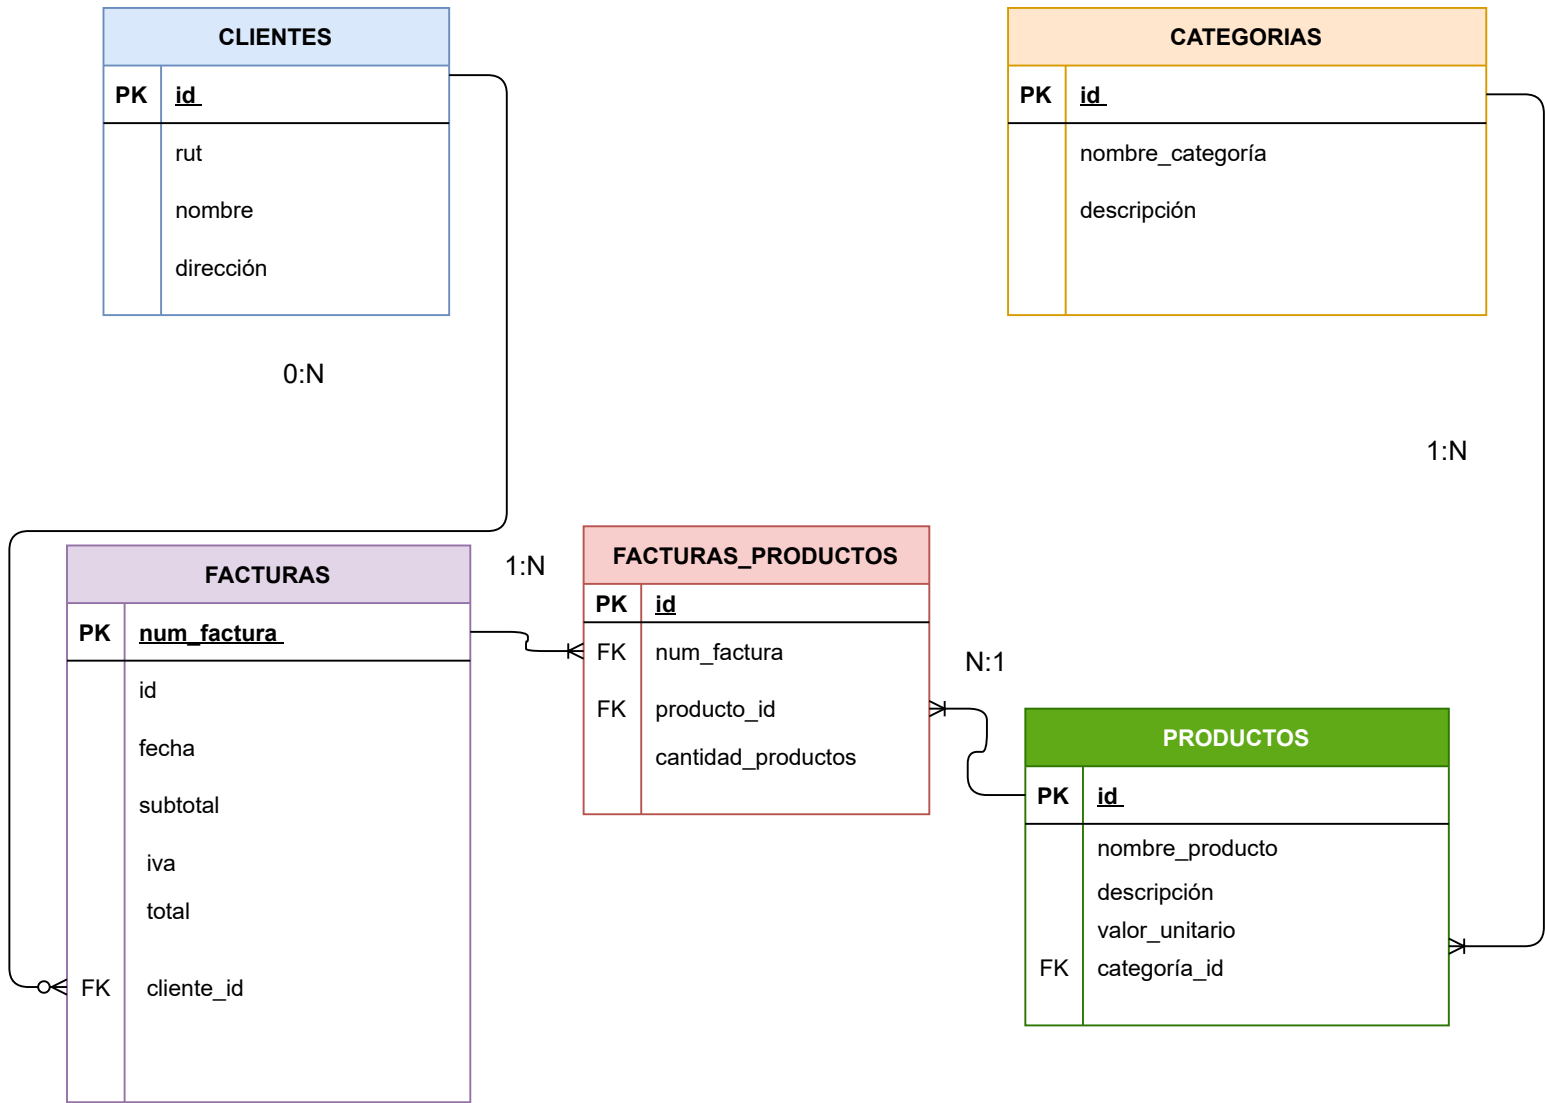 CLIENTES
PK id
rut
nombre
dirección
CATEGORIAS
PK id
nombre_categoría
descripción
0:N
1:N
FACTURAS
PK num_factura
id
fecha
subtotal
iva
total
FK cliente_id
1:N
FACTURAS_PRODUCTOS
PK id
FK num_factura
FK producto_id
cantidad_productos
N:1
PRODUCTOS
PK id
nombre_producto
descripción
valor_unitario
FK categoría_id